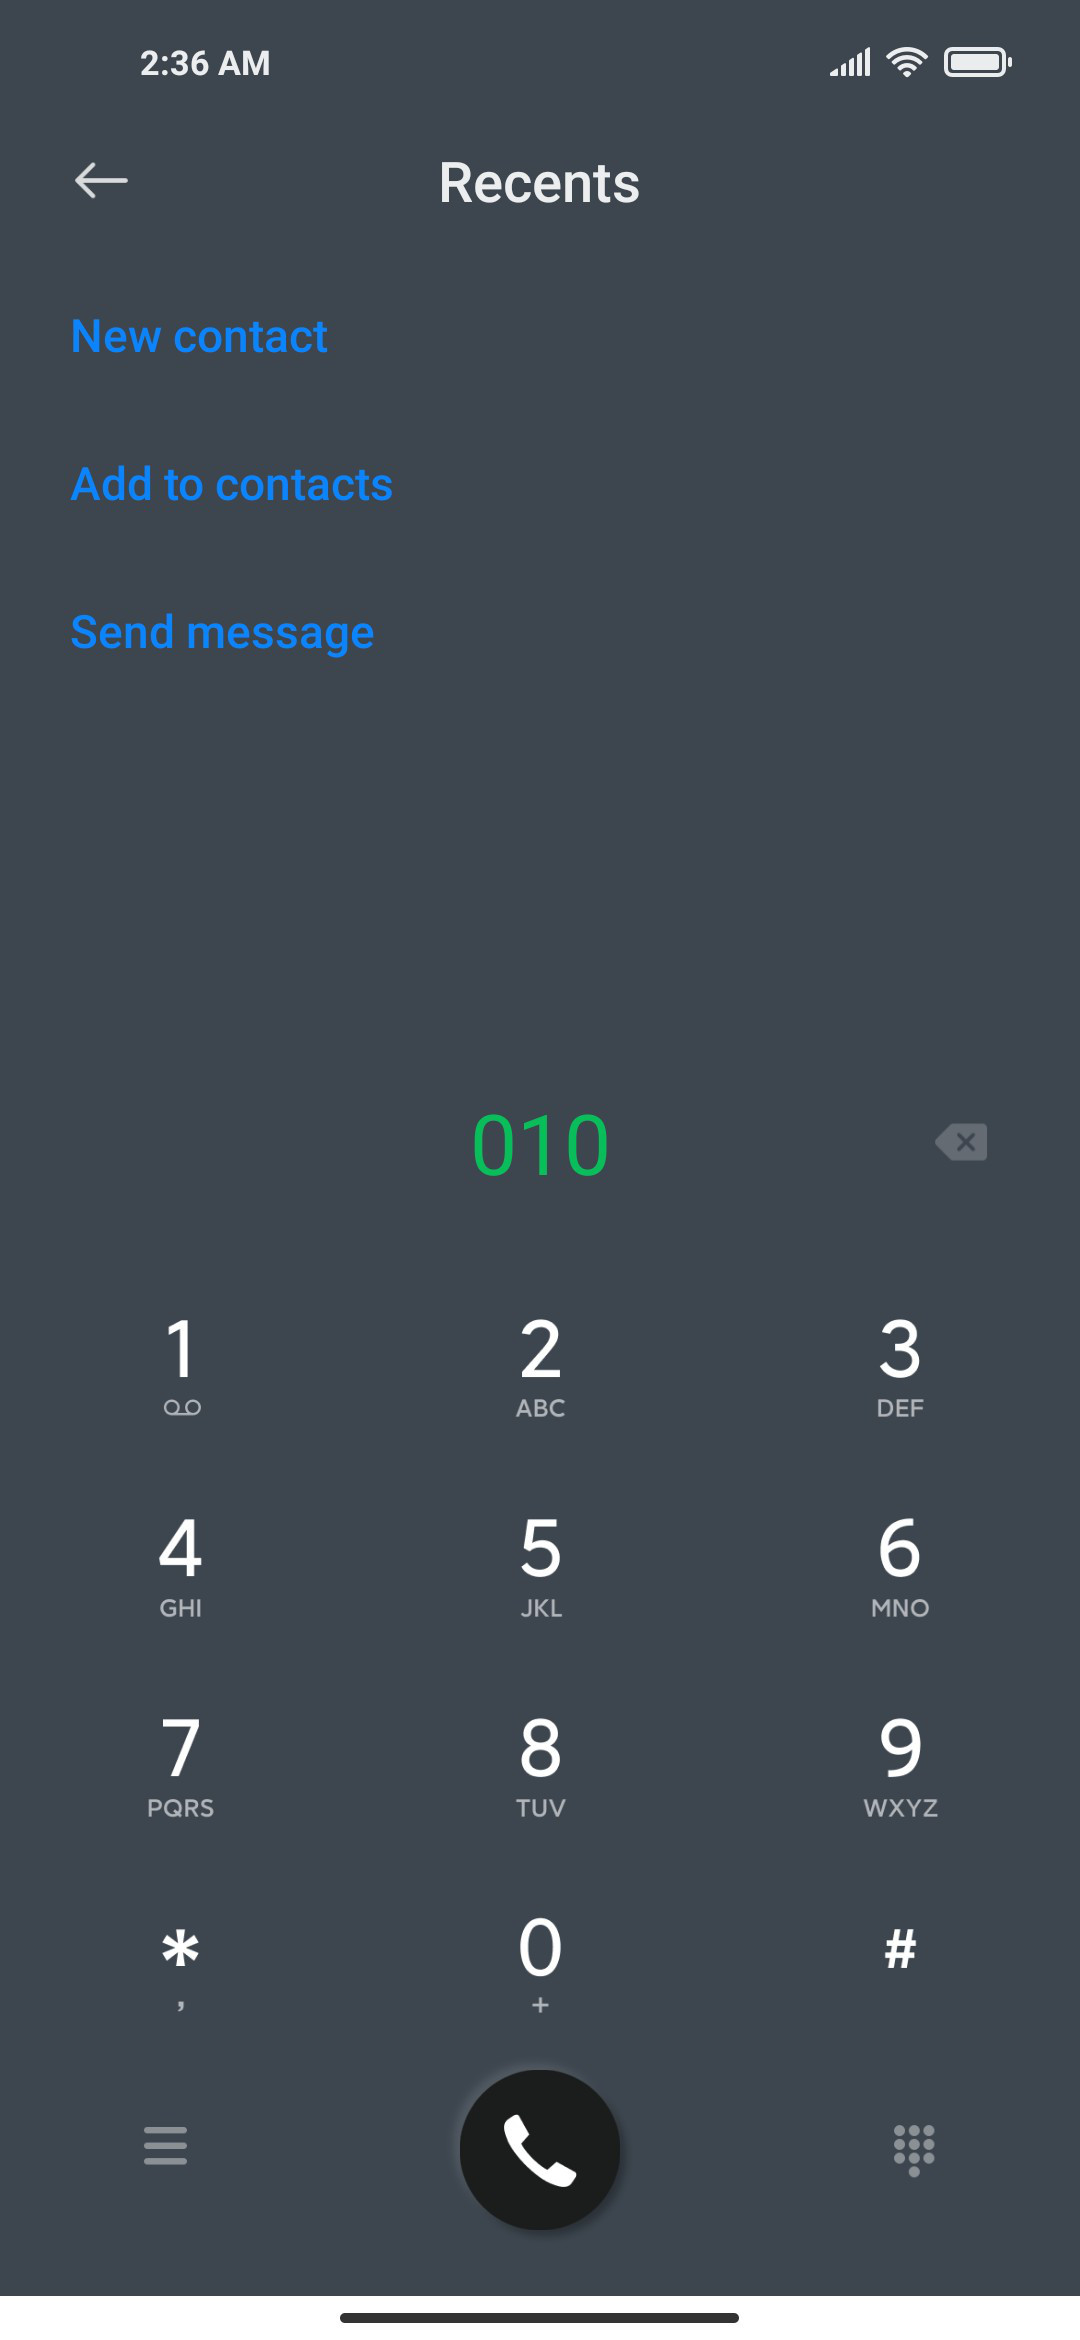 2:36 AM
Recents
New contact
Add to contacts
Send message
010
1 2 3
ABC DEF
4 5 6
GHI JKL MNO
7 8 9
PQRS TUV WXYZ
* 0 #
, +